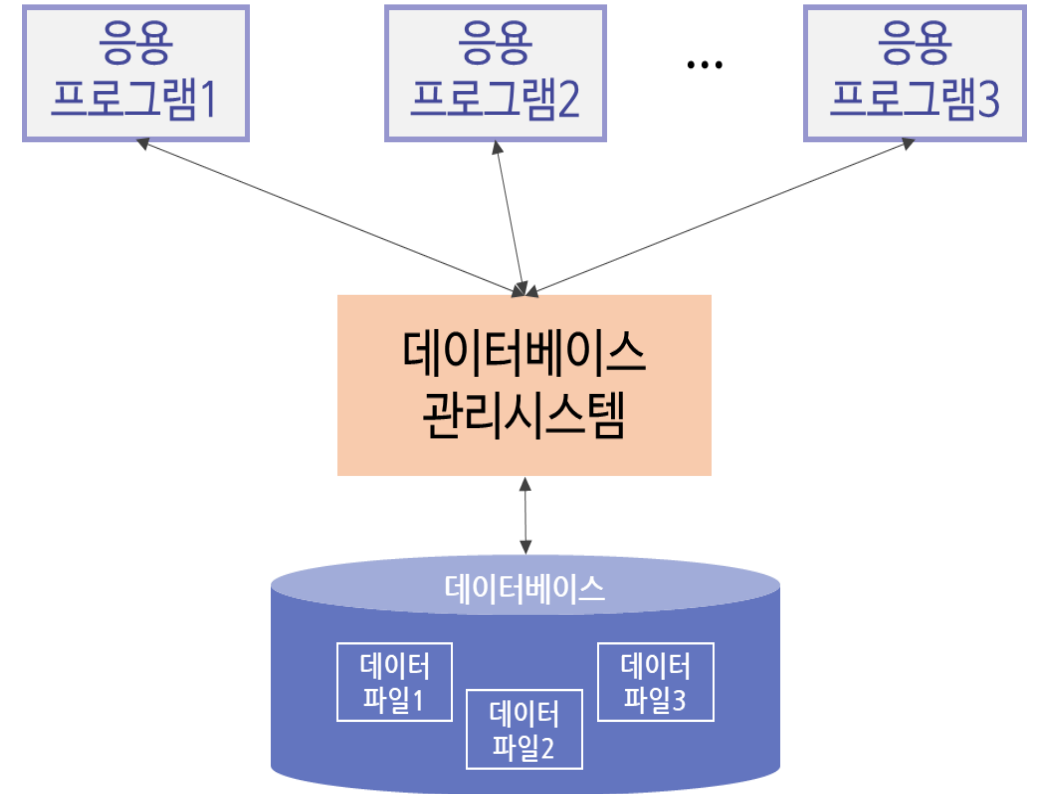 응용
프로그램1
응용
프로그램2
...
응용
프로그램3
데이터베이스
관리시스템
데이터베이스
데이터
파일1
데이터
파일2
데이터
파일3